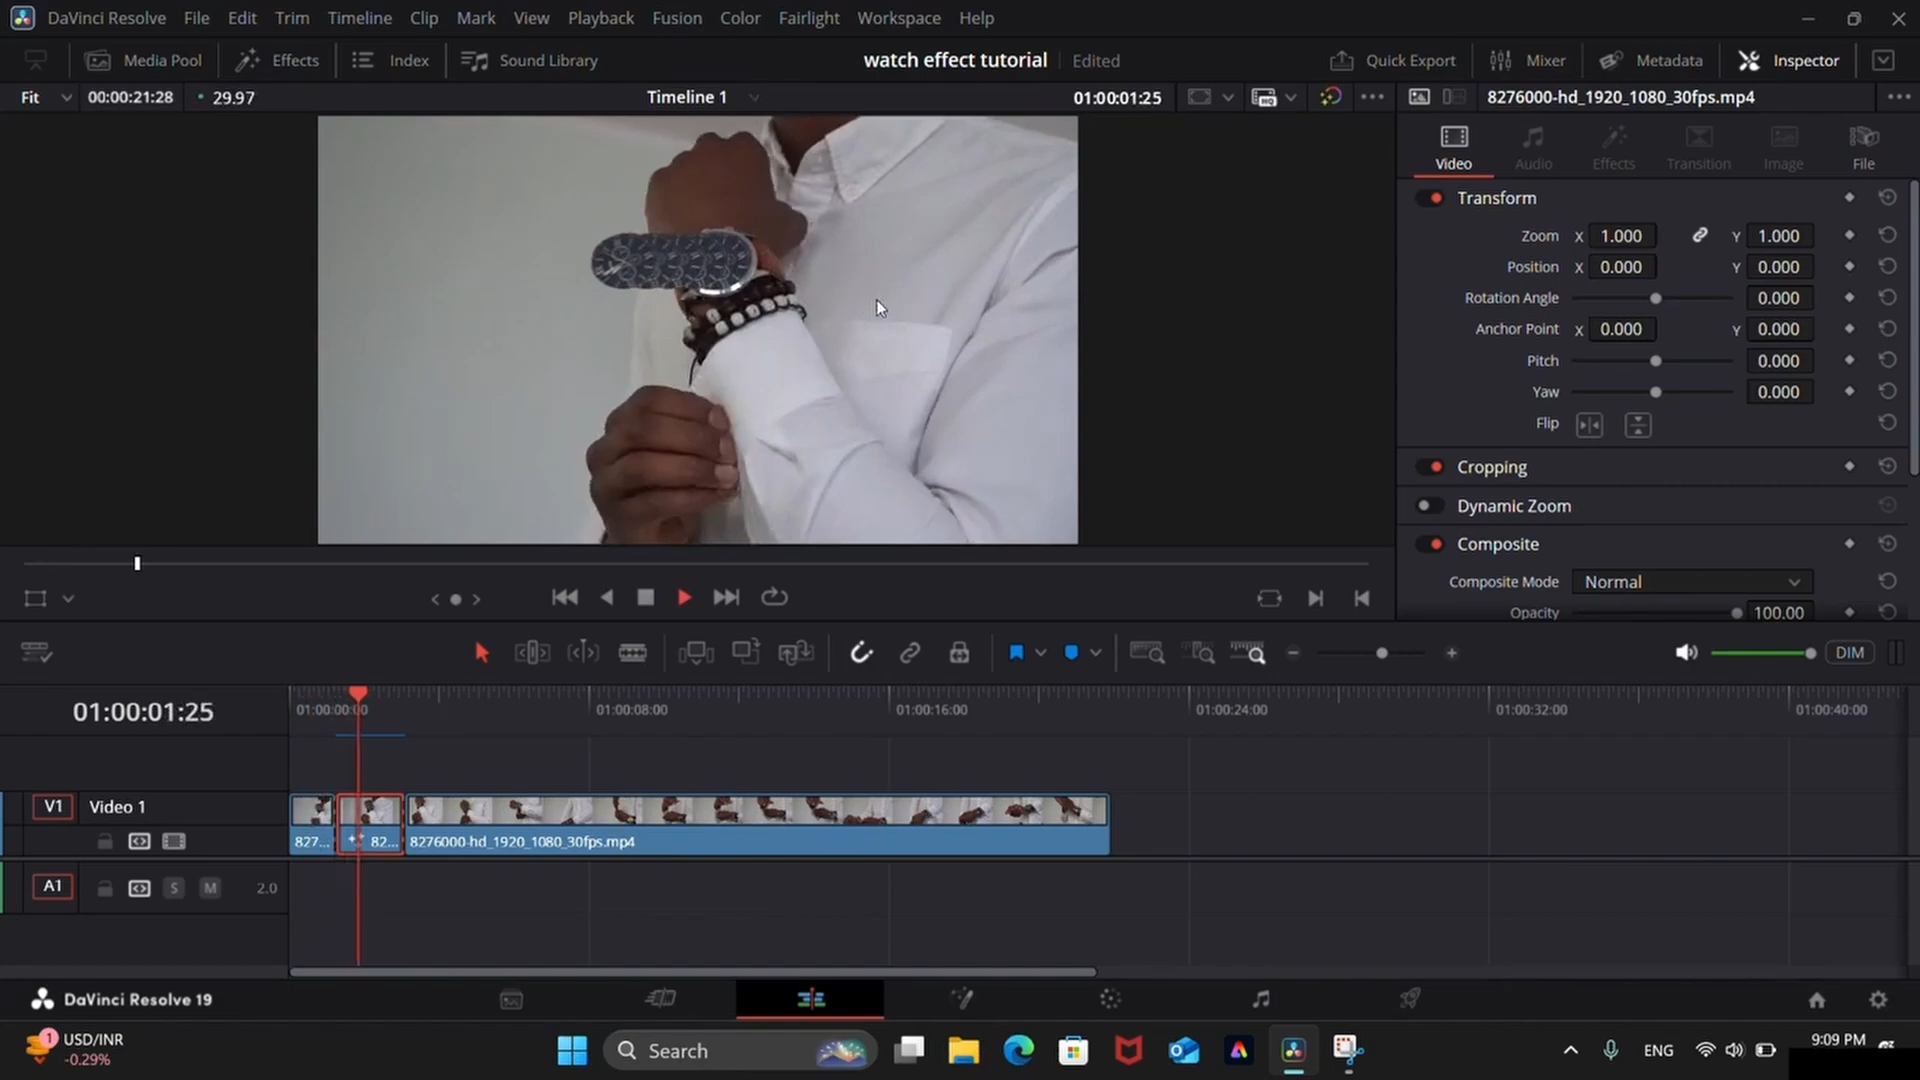 DaVinci Resolve File Edit Trim Timeline Clip Mark View Playback Fusion Color Fairlight Workspace Help
Media Pool Effects Index Sound Library watch effect tutorial Edited Quick Export Mixer Metadata Inspector
Fit 00:00:21:28 29.97 Timeline 1 01:00:01:25 HQ 8276000-hd_1920_1080_30fps.mp4
Video Audio Effects Transition Image File
Transform
Zoom X 1.000 Y 1.000
Position X 0.000 Y 0.000
Rotation Angle 0.000
Anchor Point X 0.000 Y 0.000
Pitch 0.000
Yaw 0.000
Flip
Cropping
Dynamic Zoom
Composite
Composite Mode Normal
Opacity 100.00
DIM
01:00:01:25 01:00:00:00 01:00:08:00 01:00:16:00 01:00:24:00 01:00:32:00 01:00:40:00
V1 Video 1
827... 82... 8276000-hd_1920_1080_30fps.mp4
A1 S M 2.0
DaVinci Resolve 19
1 USD/INR
-0.29%
Search
ENG
9:09 PM